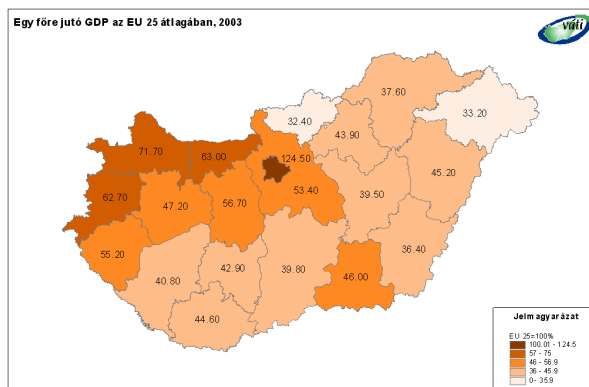 Egy főre jutó GDP az EU 25 átlagában, 2003
váti
37.60
33.20
32.40
43.90
71.70
63.00
124.50
45.20
62.70
53.40
47.20
56.70
39.50
55.20
36.40
40.80
42.90
39.80
46.00
44.60
Jelmagyarázat
EU 25=100%
100.01 - 124.5
57 - 75
46 - 56.9
36 - 45.9
0 - 35.9